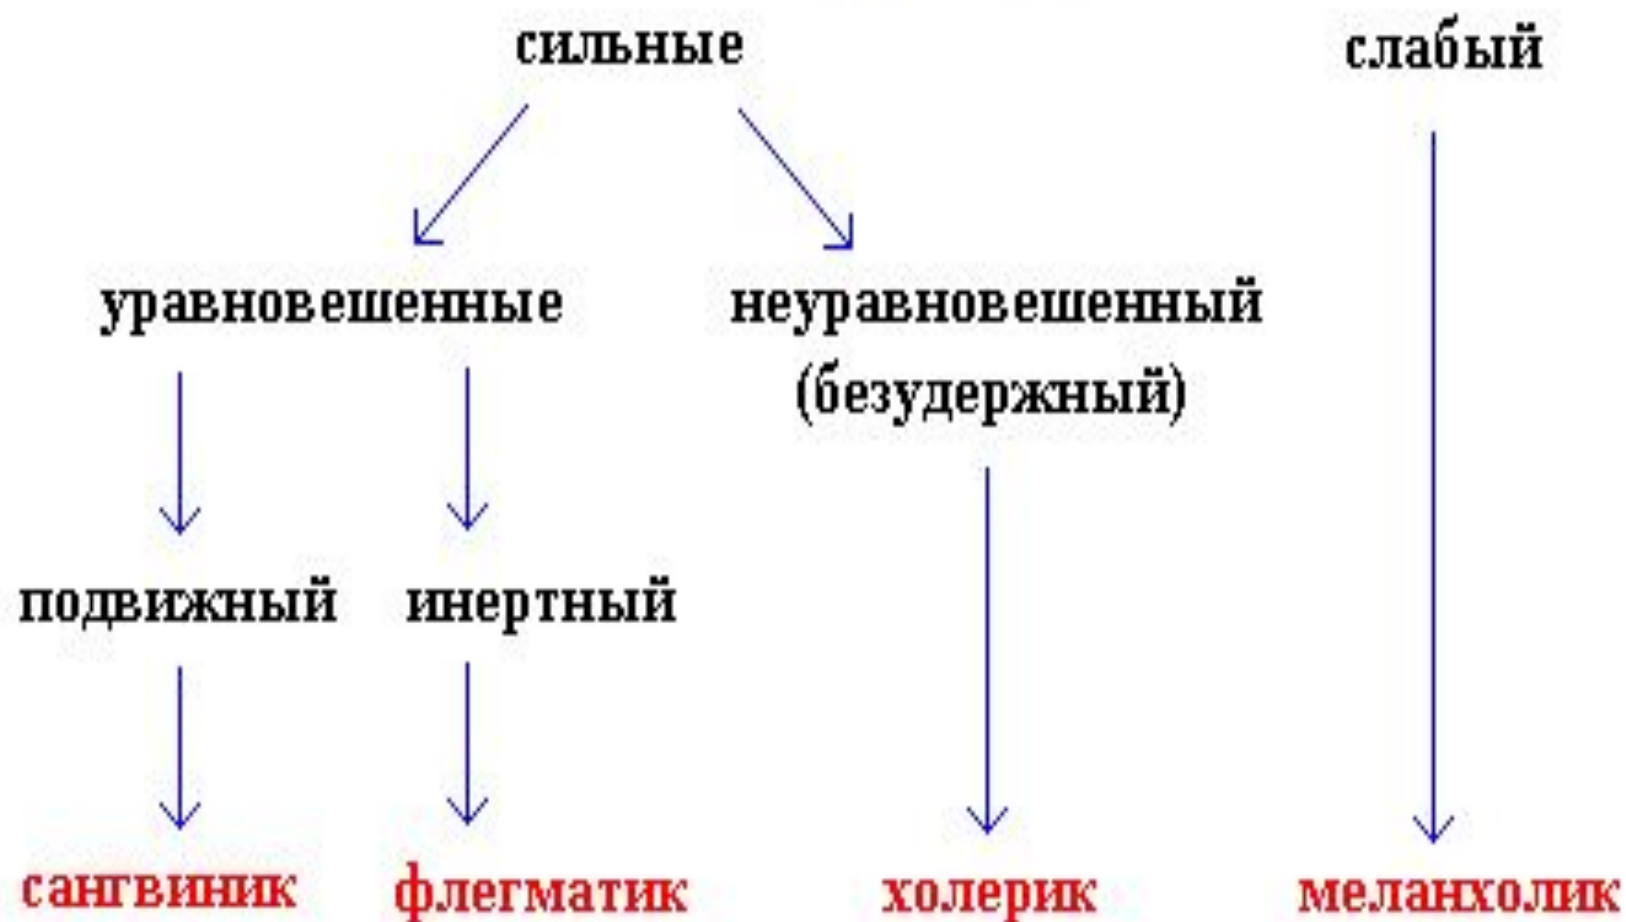 сильные слабый
уравновешенные неуравновешенный
(безудержный)
подвижный инертный
сангвиник флегматик холерик меланхолик